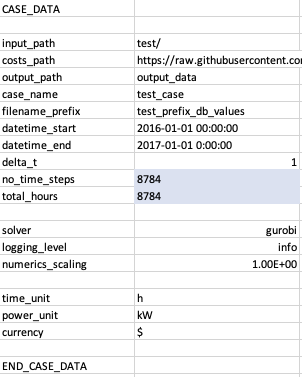 CASE_DATA
input_path test/
costs_path https://raw.githubusercontent.co
output_path output_data
case_name test_case
filename_prefix test_prefix_db_values
datetime_start 2016-01-01 00:00:00
datetime_end 2017-01-01 0:00:00
delta_t 1
no_time_steps 8784
total_hours 8784
solver gurobi
logging_level info
numerics_scaling 1.00E+00
time_unit h
power_unit kW
currency $
END_CASE_DATA